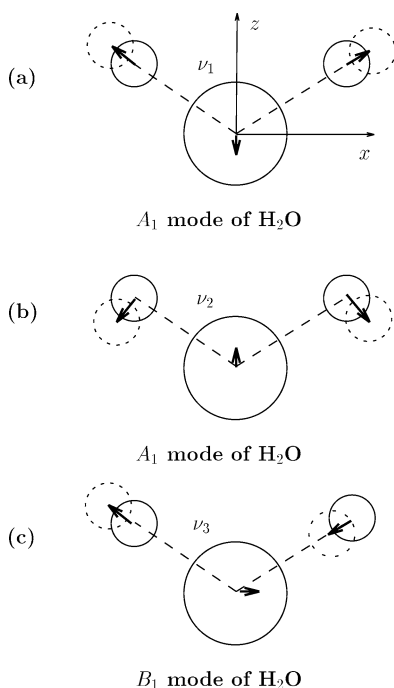 z
(a)
ν₁
x
A₁ mode of H₂O
(b)
ν₂
A₁ mode of H₂O
(c)
ν₃
B₁ mode of H₂O